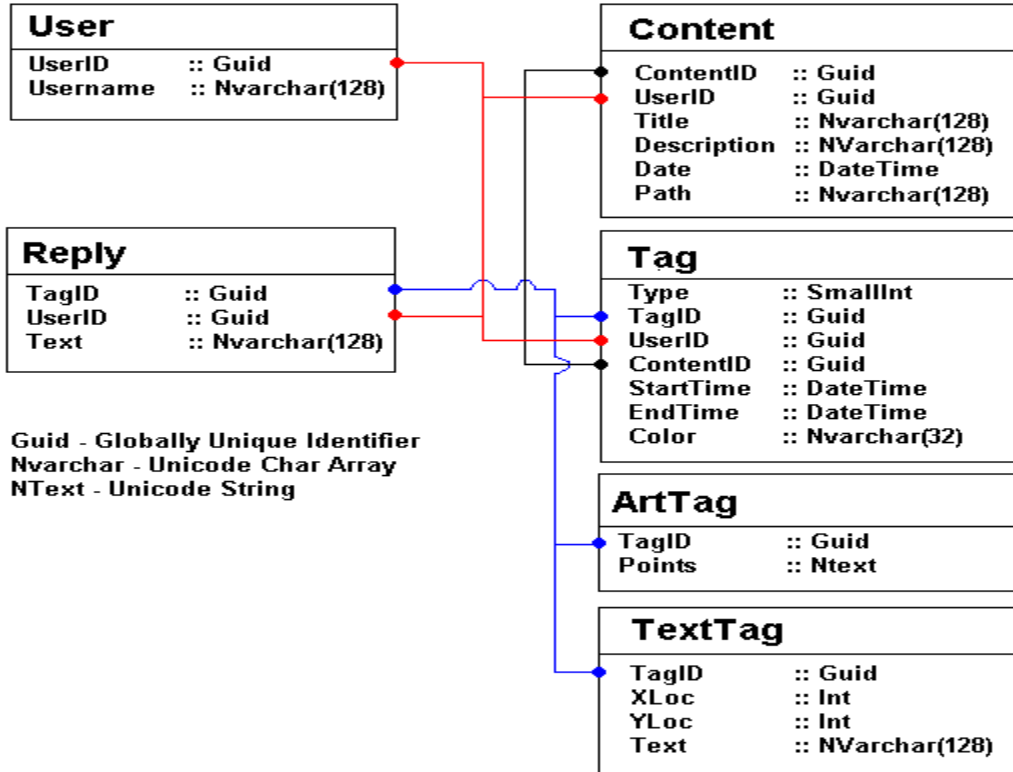 User
UserID :: Guid
Username :: Nvarchar(128)
Content
ContentID :: Guid
UserID :: Guid
Title :: Nvarchar(128)
Description :: NVarchar(128)
Date :: DateTime
Path :: Nvarchar(128)
Reply
TagID :: Guid
UserID :: Guid
Text :: Nvarchar(128)
Tag
Type :: SmallInt
TagID :: Guid
UserID :: Guid
ContentID :: Guid
StartTime :: DateTime
EndTime :: DateTime
Color :: Nvarchar(32)
Guid - Globally Unique Identifier
Nvarchar - Unicode Char Array
NText - Unicode String
ArtTag
TagID :: Guid
Points :: Ntext
TextTag
TagID :: Guid
XLoc :: Int
YLoc :: Int
Text :: NVarchar(128)